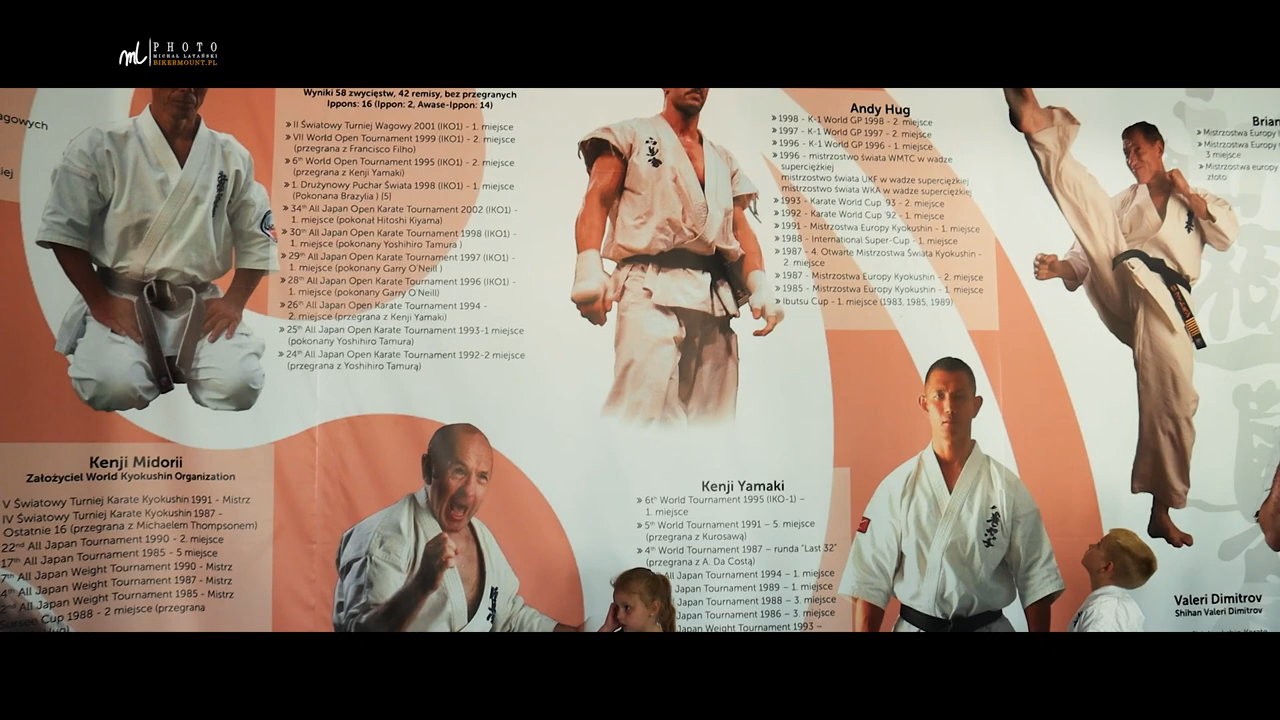 ml PHOTO
MICHAŁ ŁATAŃSKI
BIKERMOUNT.PL
agowych
iej
Wyniki 58 zwycięstw, 42 remisy, bez przegranych
Ippons: 16 (Ippon: 2, Awase-Ippon: 14)
» II Światowy Turniej Wagowy 2001 (IKO1) - 1. miejsce
» VII World Open Tournament 1999 (IKO1) - 2. miejsce
(przegrana z Francisco Filho)
» 6th World Open Tournament 1995 (IKO1) - 2. miejsce
(przegrana z Kenji Yamaki)
» 1. Drużynowy Puchar Świata 1998 (IKO1) - 1. miejsce
(Pokonana Brazylia ) [5]
» 34th All Japan Open Karate Tournament 2002 (IKO1) -
1. miejsce (pokonał Hitoshi Kiyama)
» 30th All Japan Open Karate Tournament 1998 (IKO1) -
1. miejsce (pokonany Yoshihiro Tamura )
» 29th All Japan Open Karate Tournament 1997 (IKO1) -
1. miejsce (pokonany Garry O'Neill )
» 28th All Japan Open Karate Tournament 1996 (IKO1) -
1. miejsce (pokonany Garry O'Neill)
» 26th All Japan Open Karate Tournament 1994 -
2. miejsce (przegrana z Kenji Yamaki)
» 25th All Japan Open Karate Tournament 1993-1 miejsce
(pokonany Yoshihiro Tamura)
» 24th All Japan Open Karate Tournament 1992-2 miejsce
(przegrana z Yoshihiro Tamurą)
Andy Hug
» 1998 - K-1 World GP 1998 - 2. miejsce
» 1997 - K-1 World GP 1997 - 2. miejsce
» 1996 - K-1 World GP 1996 - 1. miejsce
» 1996 - mistrzostwo świata WMTC w wadze
superciężkiej
mistrzostwo świata UKF w wadze superciężkiej
mistrzostwo świata WKA w wadze superciężkiej
» 1993 - Karate World Cup '93 - 2. miejsce
» 1992 - Karate World Cup '92 - 1. miejsce
» 1991 - Mistrzostwa Europy Kyokushin - 1. miejsce
» 1988 - International Super-Cup - 1. miejsce
» 1987 - 4. Otwarte Mistrzostwa Świata Kyokushin -
2. miejsce
» 1987 - Mistrzostwa Europy Kyokushin - 2. miejsce
» 1985 - Mistrzostwa Europy Kyokushin - 1. miejsce
» Ibutsu Cup - 1. miejsce (1983, 1985, 1989)
Brian
» Mistrzostwa Europy
» Mistrzostwa Europy
3 miejsce
» Mistrzostwa europy
złoto
Kenji Midorii
Założyciel World Kyokushin Organization
V Światowy Turniej Karate Kyokushin 1991 - Mistrz
IV Światowy Turniej Karate Kyokushin 1987 -
Ostatnie 16 (przegrana z Michaelem Thompsonem)
22nd All Japan Tournament 1990 - 2. miejsce
17th All Japan Tournament 1985 - 5 miejsce
7th All Japan Weight Tournament 1990 - Mistrz
4th All Japan Weight Tournament 1987 - Mistrz
2nd All Japan Weight Tournament 1985 - Mistrz
Cup 1988 - 2 miejsce (przegrana
Kenji Yamaki
» 6th World Tournament 1995 (IKO-1) –
1. miejsce
» 5th World Tournament 1991 – 5. miejsce
(przegrana z Kurosawą)
» 4th World Tournament 1987 – runda "Last 32"
(przegrana z A. Da Costą)
All Japan Tournament 1994 – 1. miejsce
Japan Tournament 1989 – 1. miejsce
Japan Tournament 1988 – 3. miejsce
Japan Tournament 1986 – 3. miejsce
Japan Weight Tournament 1993 –
Valeri Dimitrov
Shihan Valeri Dimitrov